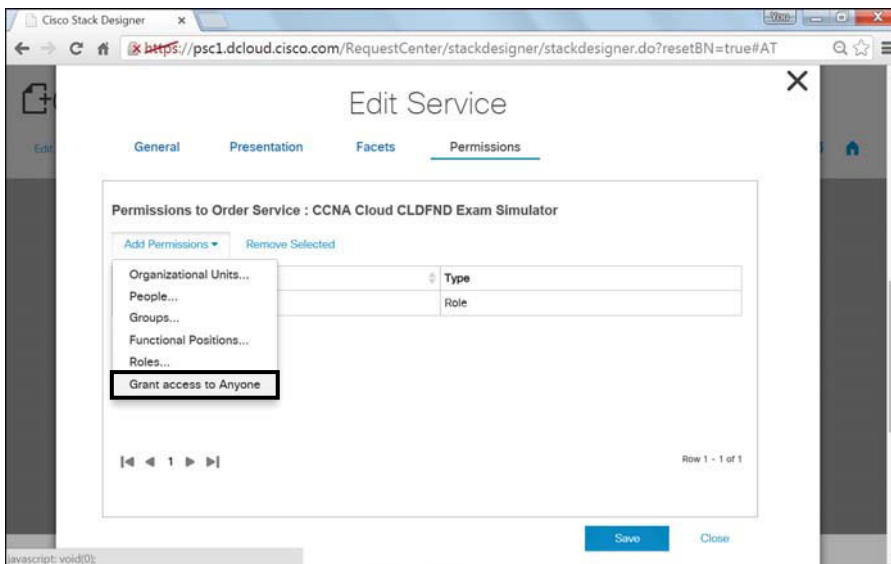 Cisco Stack Designer
You
https://psc1.dcloud.cisco.com/RequestCenter/stackdesigner/stackdesigner.do?resetBN=true#AT
Edit Service
Edit
General Presentation Facets Permissions
Permissions to Order Service : CCNA Cloud CLDFND Exam Simulator
Add Permissions Remove Selected
Organizational Units...
Type
People...
Role
Groups...
Functional Positions...
Roles...
Grant access to Anyone
1
Row 1 - 1 of 1
Save Close
javascript: void(0);